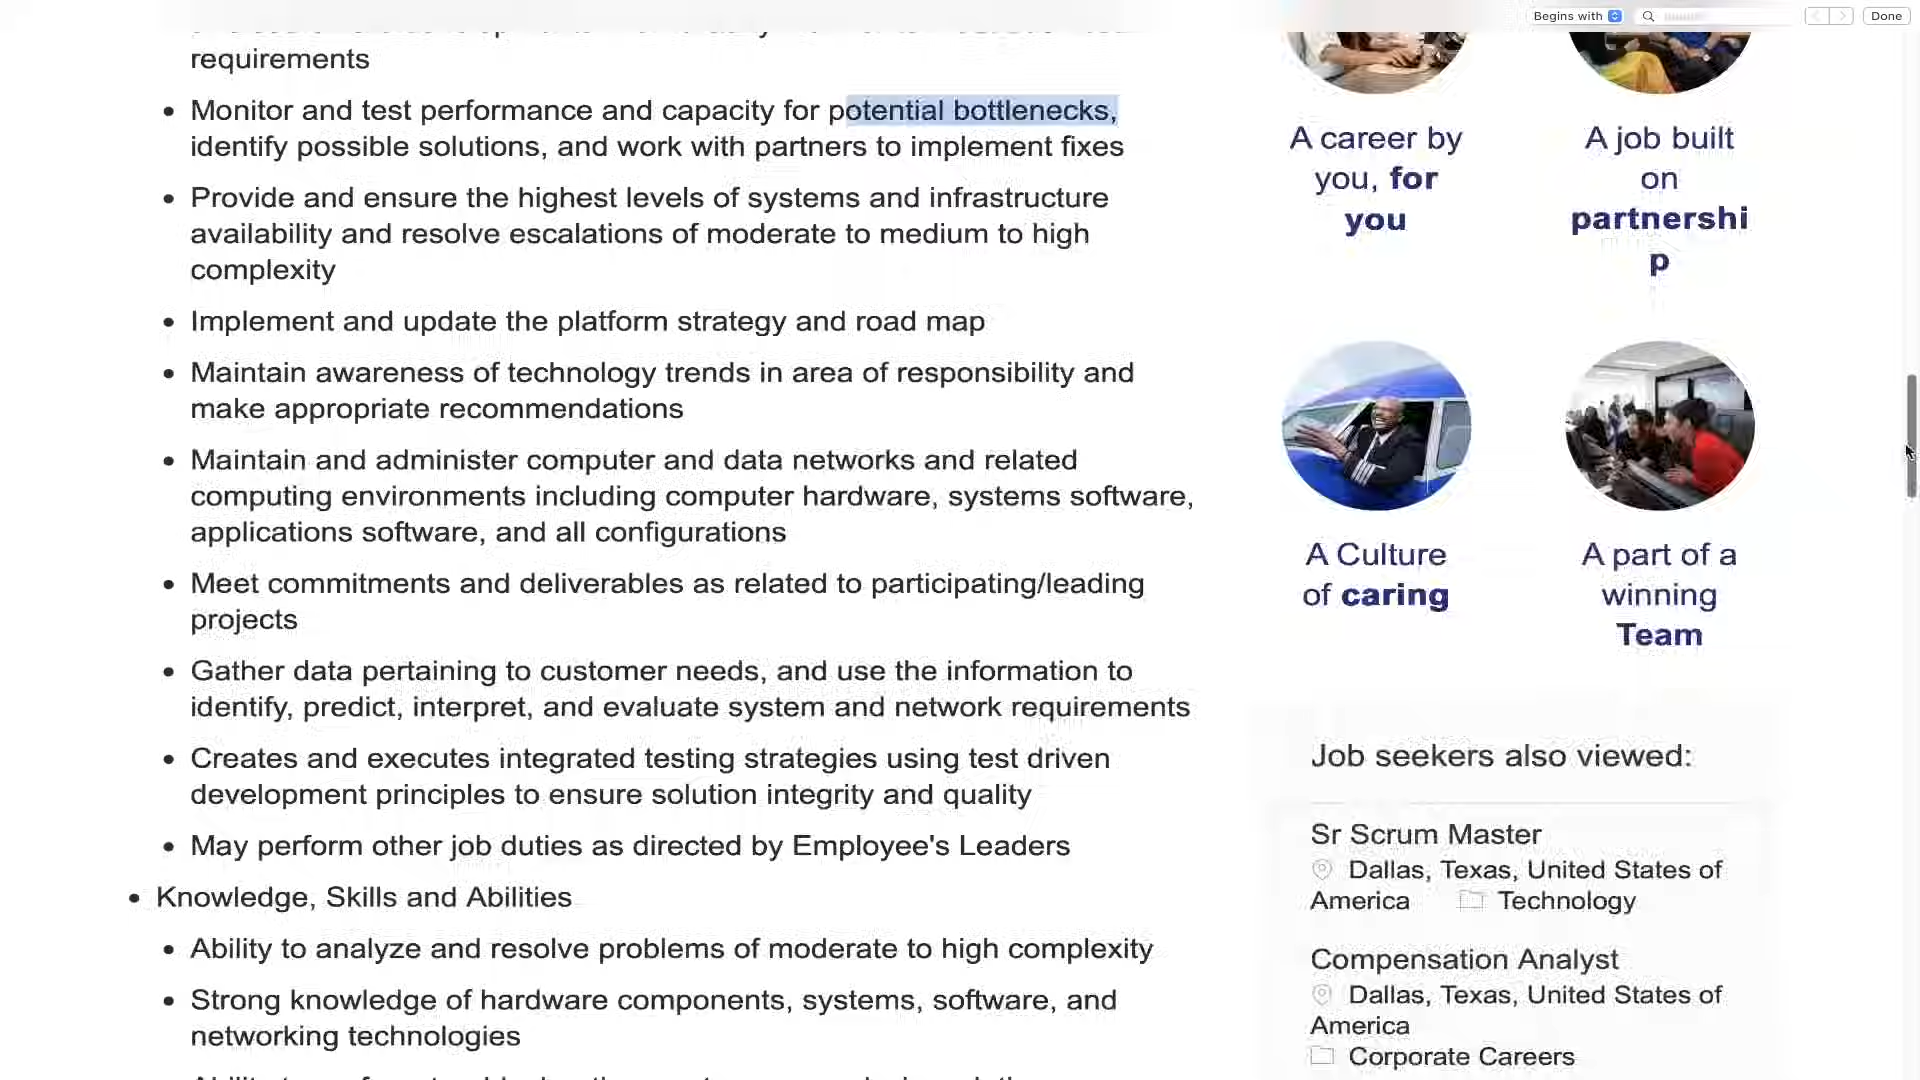 Begins with
Done
requirements
• Monitor and test performance and capacity for potential bottlenecks,
identify possible solutions, and work with partners to implement fixes
• Provide and ensure the highest levels of systems and infrastructure
availability and resolve escalations of moderate to medium to high
complexity
• Implement and update the platform strategy and road map
• Maintain awareness of technology trends in area of responsibility and
make appropriate recommendations
• Maintain and administer computer and data networks and related
computing environments including computer hardware, systems software,
applications software, and all configurations
• Meet commitments and deliverables as related to participating/leading
projects
• Gather data pertaining to customer needs, and use the information to
identify, predict, interpret, and evaluate system and network requirements
• Creates and executes integrated testing strategies using test driven
development principles to ensure solution integrity and quality
• May perform other job duties as directed by Employee's Leaders
• Knowledge, Skills and Abilities
• Ability to analyze and resolve problems of moderate to high complexity
• Strong knowledge of hardware components, systems, software, and
networking technologies
A career by
you, for
you
A job built
on
partnershi
p
A Culture
of caring
A part of a
winning
Team
Job seekers also viewed:
Sr Scrum Master
Dallas, Texas, United States of
America Technology
Compensation Analyst
Dallas, Texas, United States of
America
Corporate Careers